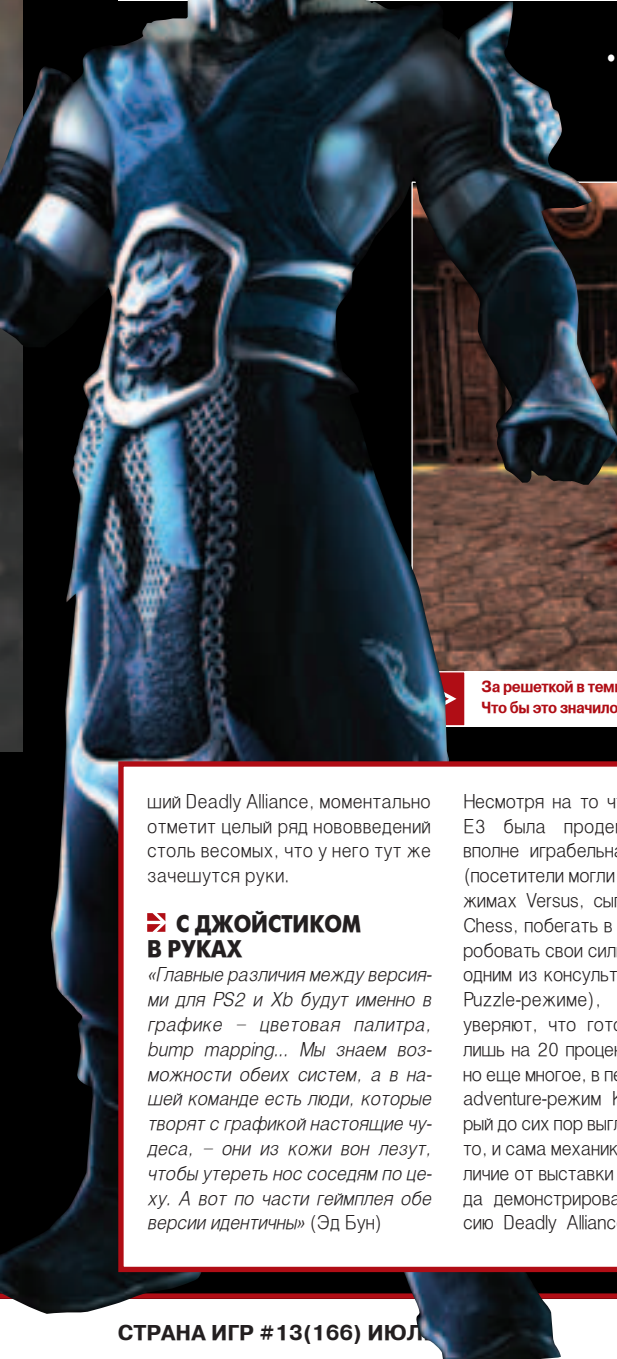 За решеткой в тем
Что бы это значило
ший Deadly Alliance, моментально
отметит целый ряд нововведений
столь весомых, что у него тут же
зачешутся руки.
С ДЖОЙСТИКОМ
В РУКАХ
«Главные различия между версия-
ми для PS2 и Xb будут именно в
графике – цветовая палитра,
bump mapping... Мы знаем воз-
можности обеих систем, а в на-
шей команде есть люди, которые
творят с графикой настоящие чу-
деса, – они из кожи вон лезут,
чтобы утереть нос соседям по це-
ху. А вот по части геймплея обе
версии идентичны» (Эд Бун)
Несмотря на то ч
E3 была проде
вполне играбельна
(посетители могли
жимах Versus, сы
Chess, побегать в
робовать свои сил
одним из консульт
Puzzle-режиме),
уверяют, что гото
лишь на 20 процен
но еще многое, в пе
adventure-режим К
рый до сих пор выгл
то, и сама механик
личие от выставки
да демонстрирова
сию Deadly Alliance
СТРАНА ИГР #13(166) ИЮЛ